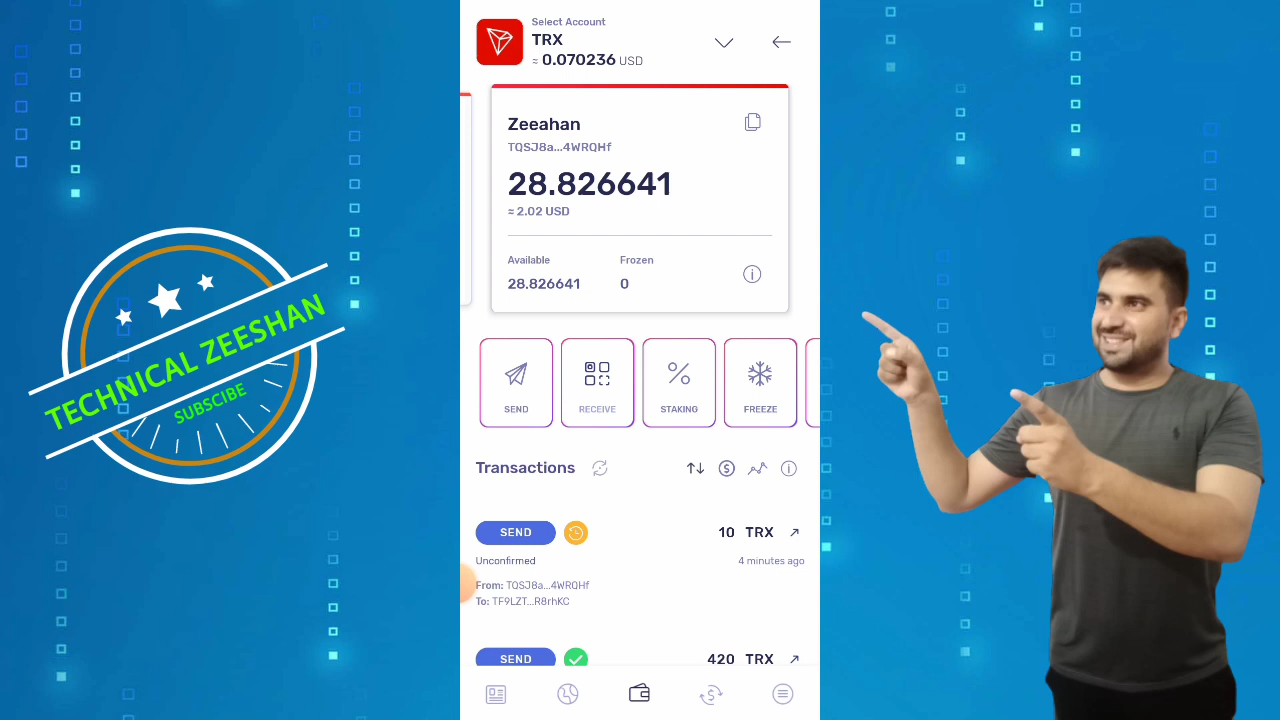 TECHNICAL ZEESHAN
SUBSCIBE
Select Account
TRX
≈ 0.070236 USD
Zeeahan
TQSJ8a...4WRQHf
28.826641
≈ 2.02 USD
Available
Frozen
28.826641
0
SEND
RECEIVE
STAKING
FREEZE
Transactions
SEND
10 TRX
Unconfirmed
4 minutes ago
From: TQSJ8a...4WRQHf
To: TF9LZT...R8rhKC
SEND
420 TRX